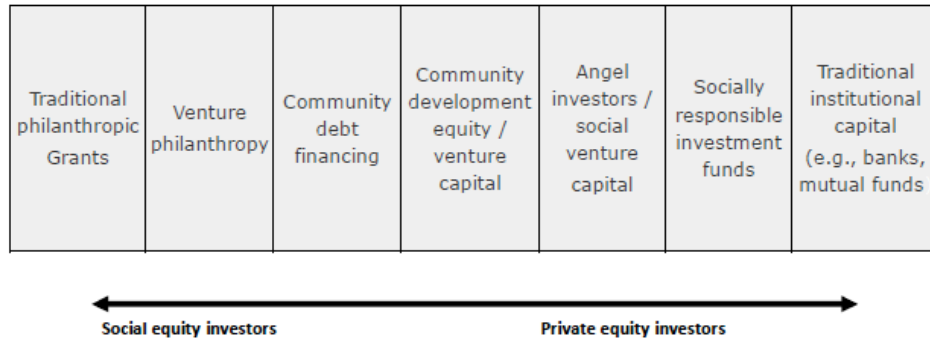 Traditional
philanthropic
Grants
Venture
philanthropy
Community
debt
financing
Community
development
equity /
venture
capital
Angel
investors /
social
venture
capital
Socially
responsible
investment
funds
Traditional
institutional
capital
(e.g., banks,
mutual funds
Social equity investors
Private equity investors